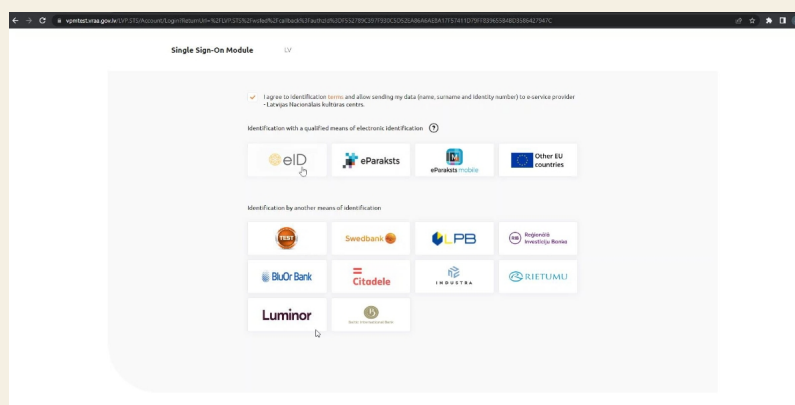 Single Sign-On Module LV
I agree to identification terms and allow sending my data (name, surname and identity number) to e-service provider
- Latvijas Nacionālais kultūras centrs.
Identification with a qualified means of electronic identification ?
eID eParaksts eParaksts mobile Other EU
countries
Identification by another means of identification
TEST Swedbank LPB RIB Reģionālā
Investīciju Banka
BluOr Bank Citadele INDUSTRA RIETUMU
Luminor